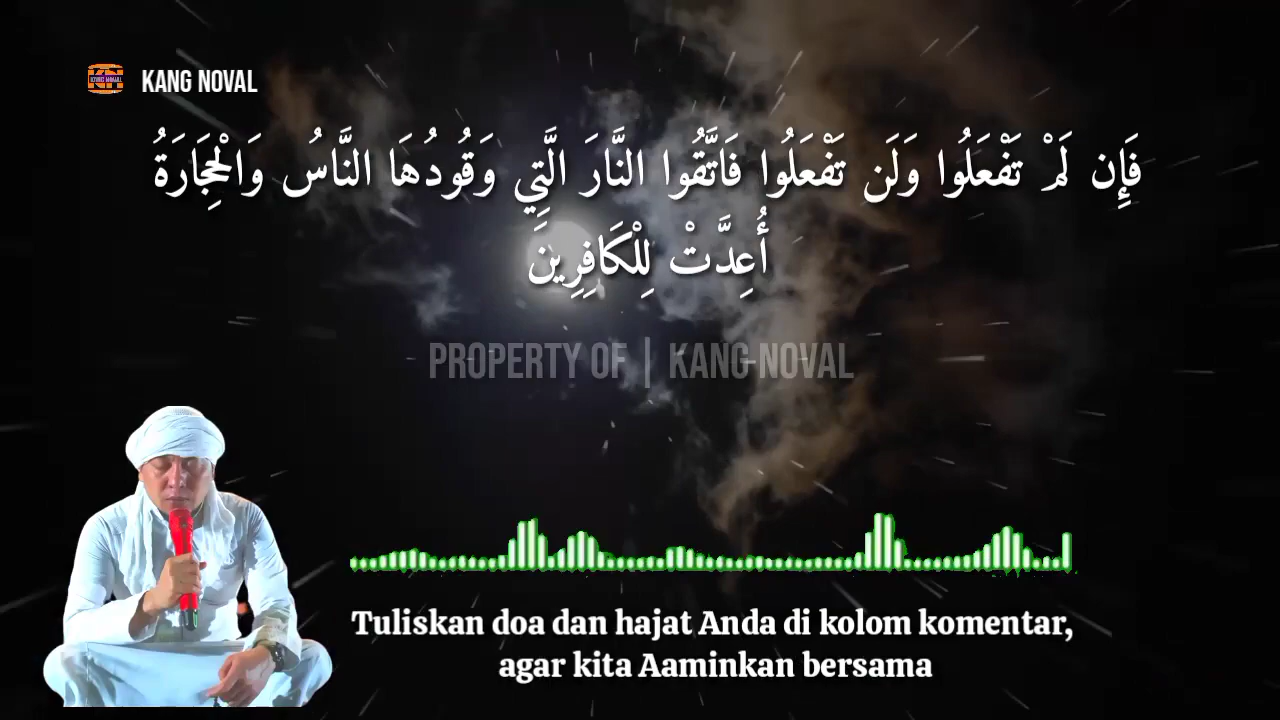 KANG NOVAL
فَإِن لَمْ تَفْعَلُوا وَلَن تَفْعَلُوا فَاتَّقُوا النَّارَ الَّتِي وَقُودُهَا النَّاسُ وَالْحِجَارَةُ
أُعِدَّتْ لِلْكَافِرِينَ
PROPERTY OF | KANG NOVAL
Tuliskan doa dan hajat Anda di kolom komentar,
agar kita Aaminkan bersama